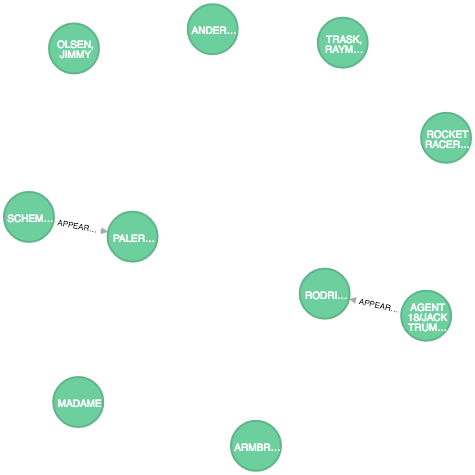 OLSEN,
JIMMY
ANDER...
TRASK,
RAYM...
ROCKET
RACER...
SCHEM...
APPEAR...
PALER...
RODRI...
APPEAR...
AGENT
18/JACK
TRUM...
MADAME
ARMBR...